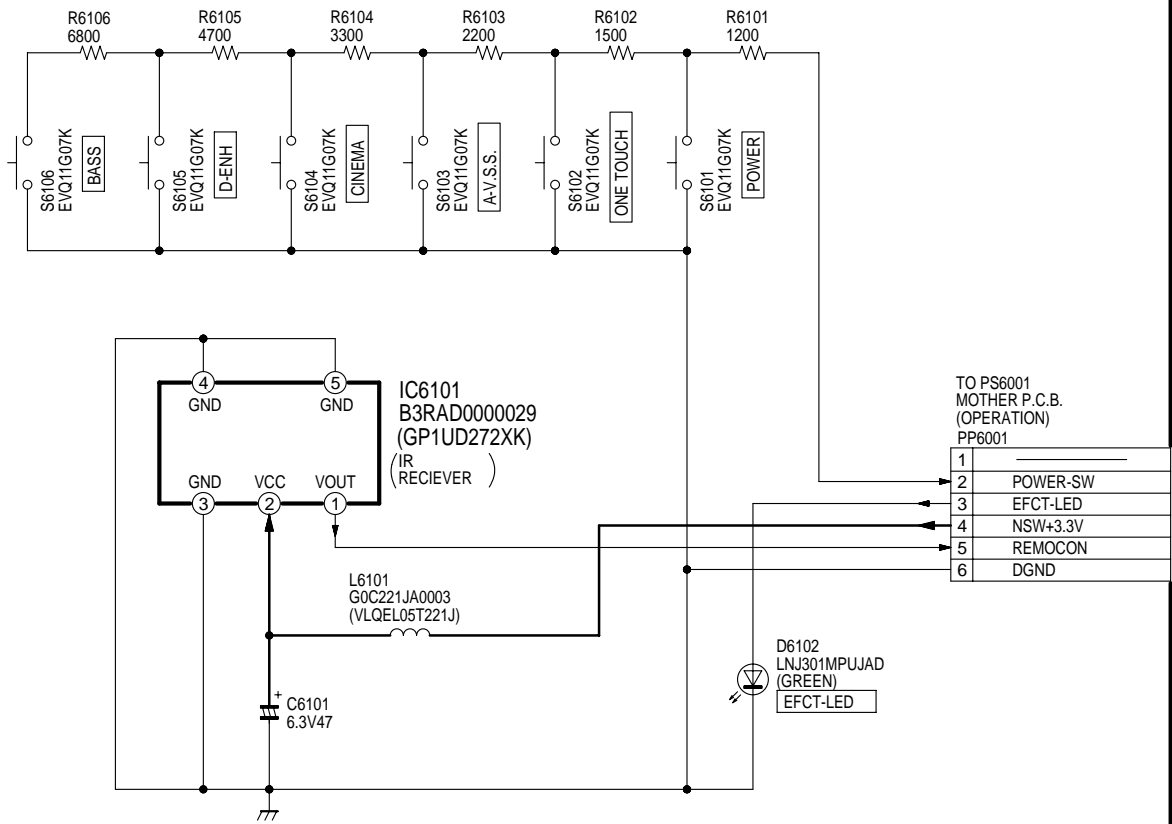 R6106
6800
R6105
4700
R6104
3300
R6103
2200
R6102
1500
R6101
1200
S6106
EVQ11G07K
BASS
S6105
EVQ11G07K
D-ENH
S6104
EVQ11G07K
CINEMA
S6103
EVQ11G07K
A-V.S.S.
S6102
EVQ11G07K
ONE TOUCH
S6101
EVQ11G07K
POWER
4
GND
5
GND
GND
3
VCC
2
VOUT
1
IC6101
B3RAD0000029
(GP1UD272XK)
(IR
RECIEVER )
TO PS6001
MOTHER P.C.B.
(OPERATION)
PP6001
1
2 POWER-SW
3 EFCT-LED
4 NSW+3.3V
5 REMOCON
6 DGND
L6101
G0C221JA0003
(VLQEL05T221J)
+ C6101
6.3V47
D6102
LNJ301MPUJAD
(GREEN)
EFCT-LED